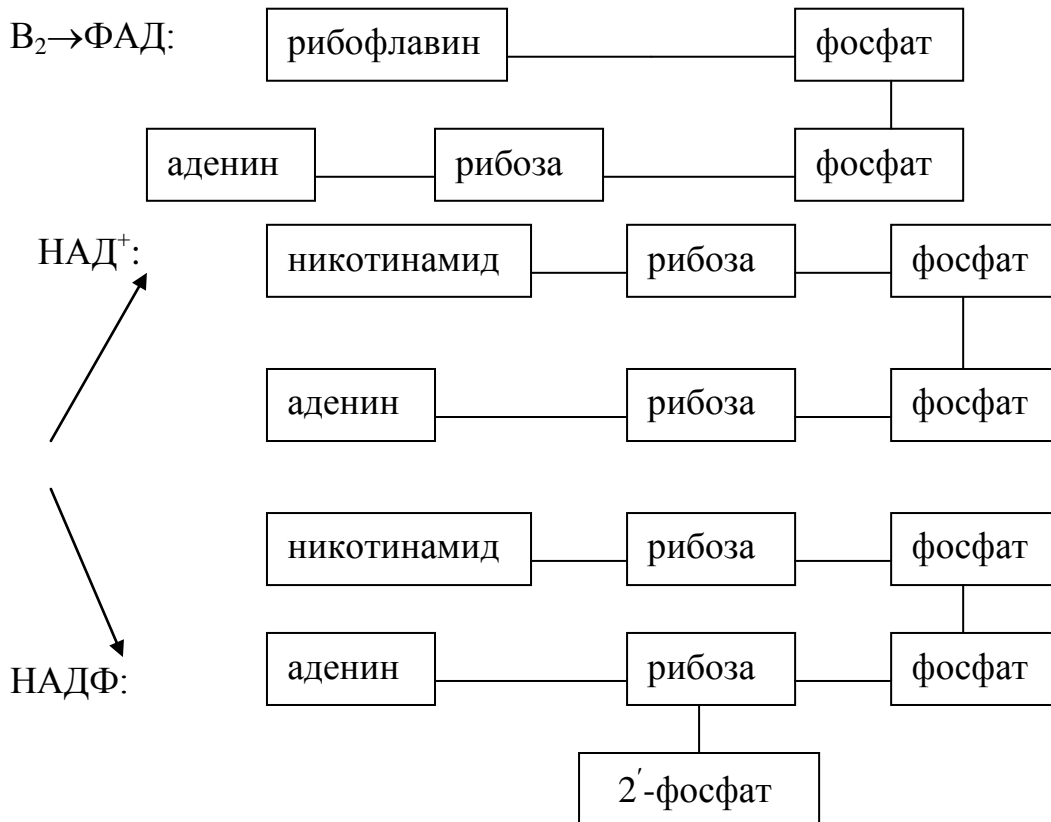 В₂→ФАД: рибофлавин фосфат
аденин рибоза фосфат
НАД⁺: никотинамид рибоза фосфат
аденин рибоза фосфат
никотинамид рибоза фосфат
НАДФ: аденин рибоза фосфат
2′-фосфат